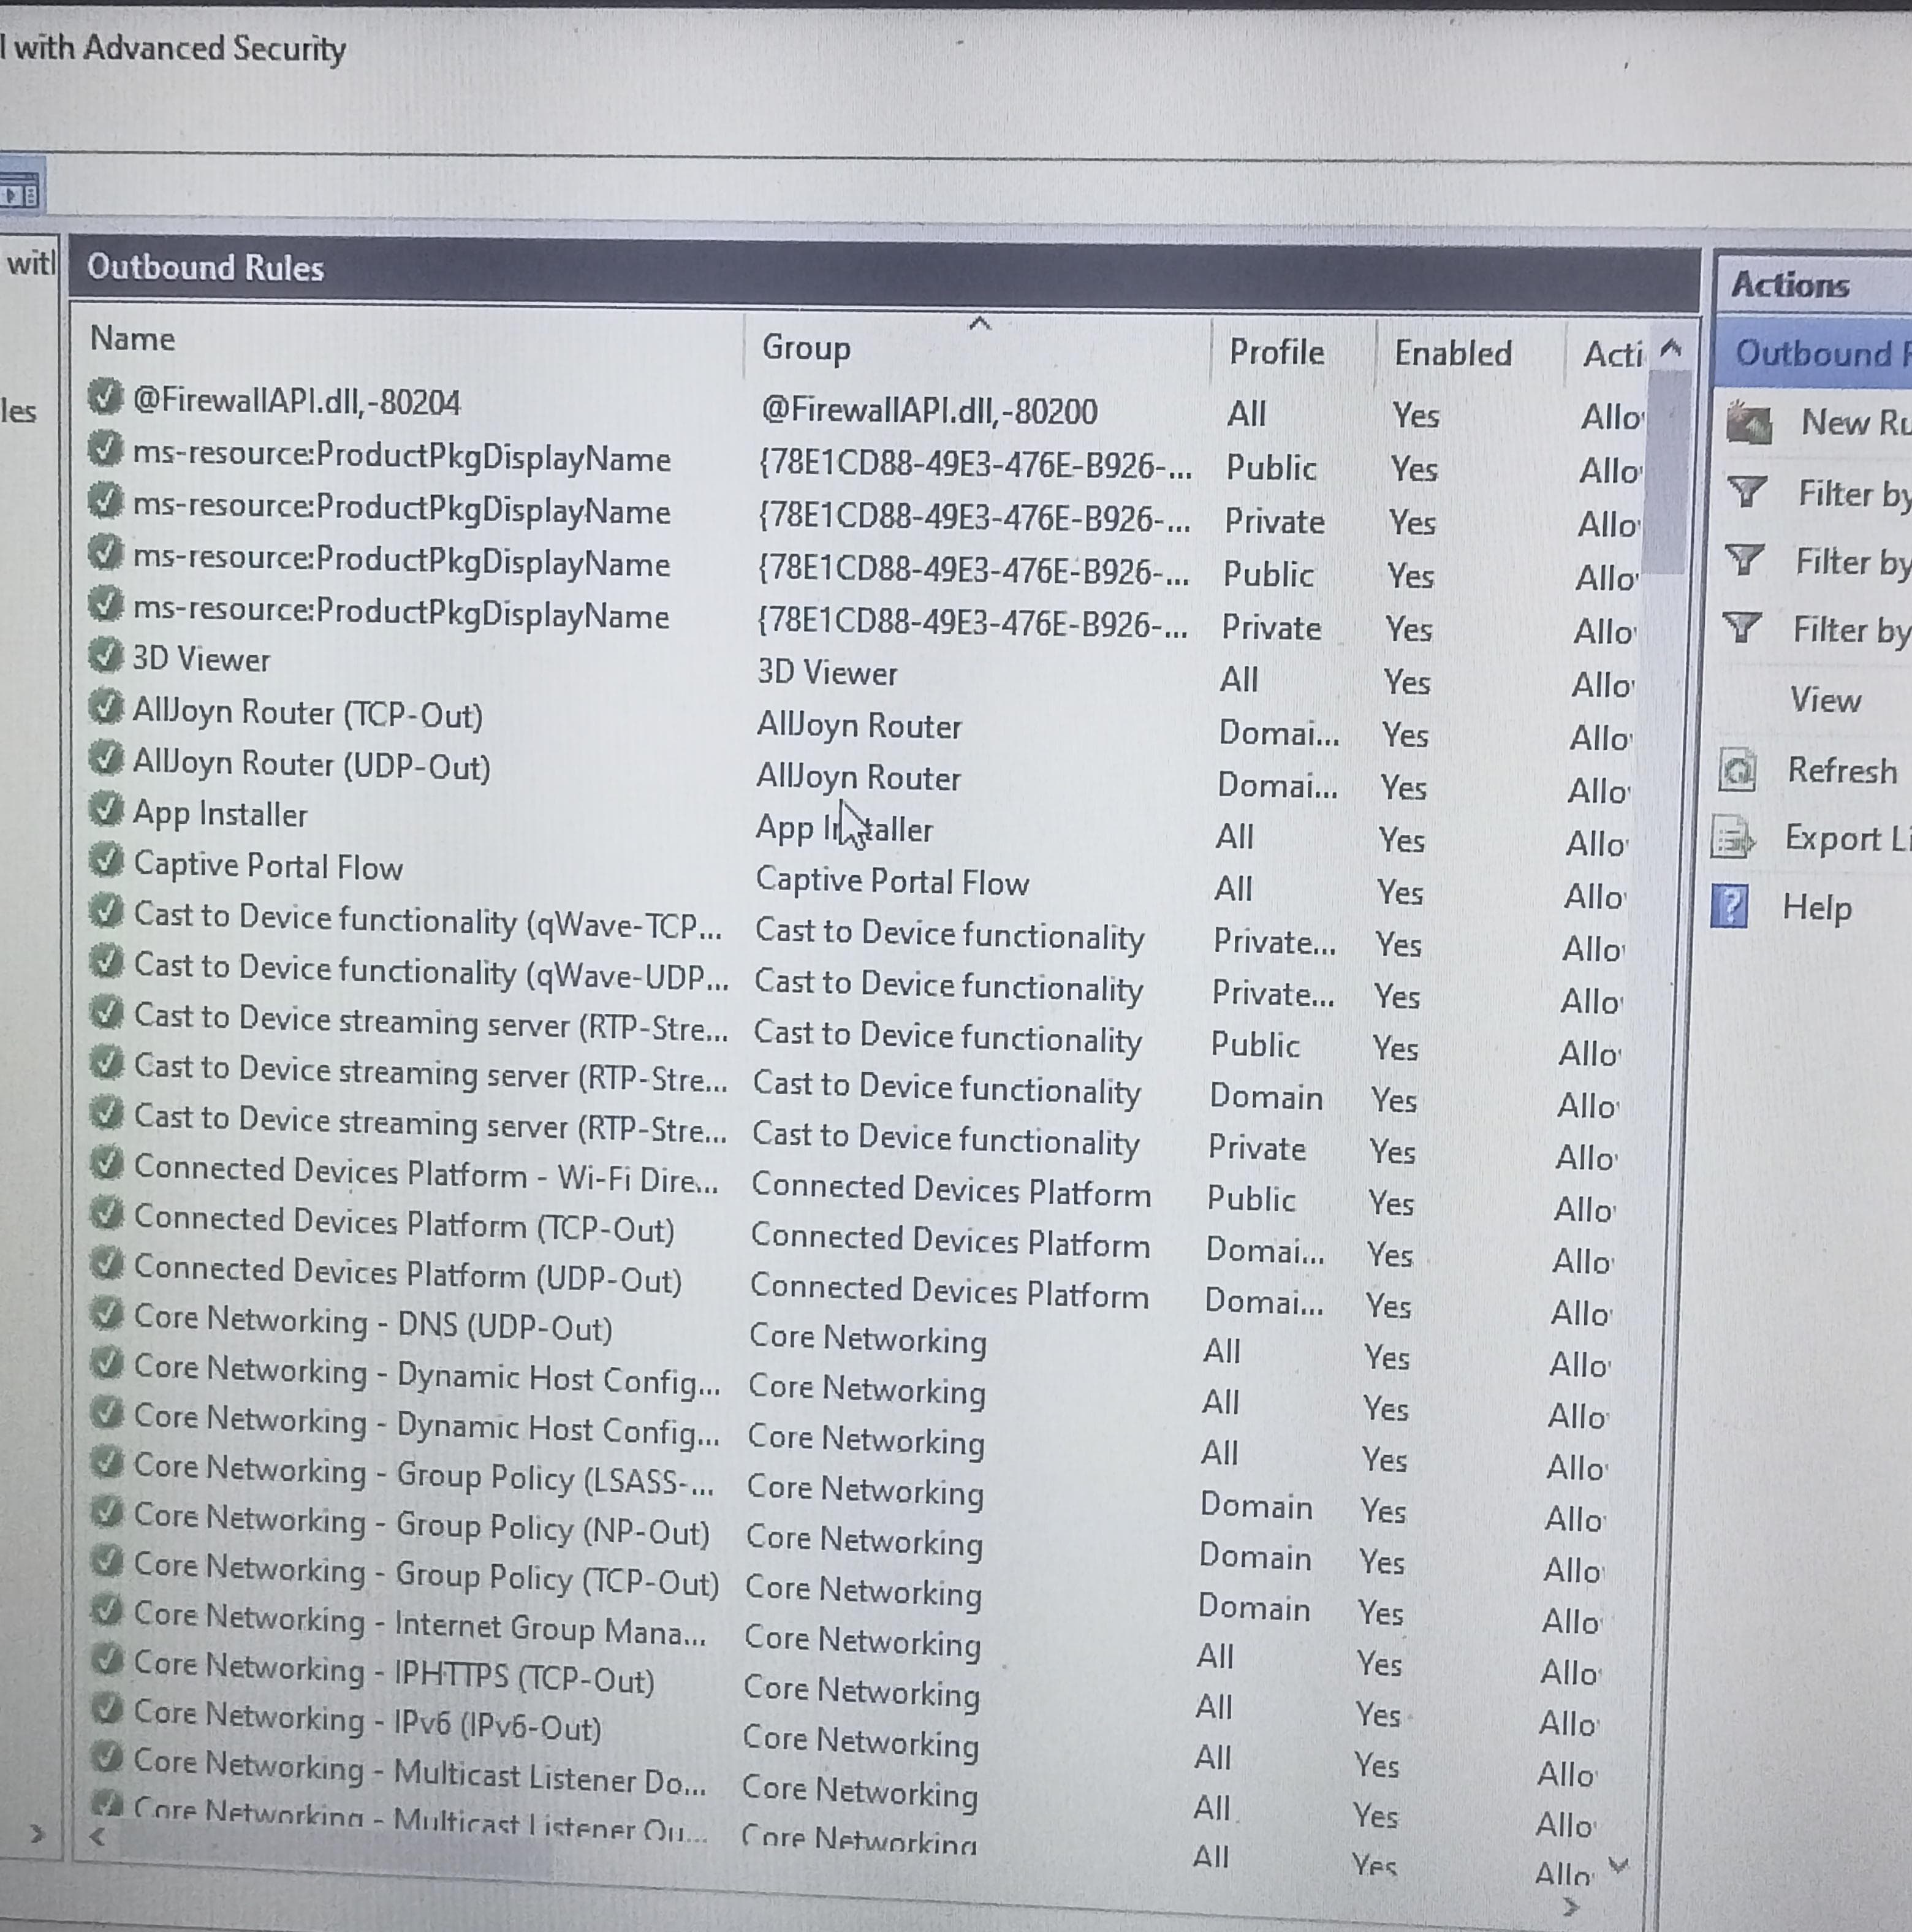 l with Advanced Security
witl
les
Outbound Rules
Name Group Profile Enabled Acti
@FirewallAPI.dll,-80204 @FirewallAPI.dll,-80200 All Yes Allo
ms-resource:ProductPkgDisplayName {78E1CD88-49E3-476E-B926-... Public Yes Allo
ms-resource:ProductPkgDisplayName {78E1CD88-49E3-476E-B926-... Private Yes Allo
ms-resource:ProductPkgDisplayName {78E1CD88-49E3-476E-B926-... Public Yes Allo
ms-resource:ProductPkgDisplayName {78E1CD88-49E3-476E-B926-... Private Yes Allo
3D Viewer 3D Viewer All Yes Allo
AllJoyn Router (TCP-Out) AllJoyn Router Domai... Yes Allo
AllJoyn Router (UDP-Out) AllJoyn Router Domai... Yes Allo
App Installer App Installer All Yes Allo
Captive Portal Flow Captive Portal Flow All Yes Allo
Cast to Device functionality (qWave-TCP... Cast to Device functionality Private... Yes Allo
Cast to Device functionality (qWave-UDP... Cast to Device functionality Private... Yes Allo
Cast to Device streaming server (RTP-Stre... Cast to Device functionality Public Yes Allo
Cast to Device streaming server (RTP-Stre... Cast to Device functionality Domain Yes Allo
Cast to Device streaming server (RTP-Stre... Cast to Device functionality Private Yes Allo
Connected Devices Platform - Wi-Fi Dire... Connected Devices Platform Public Yes Allo
Connected Devices Platform (TCP-Out) Connected Devices Platform Domai... Yes Allo
Connected Devices Platform (UDP-Out) Connected Devices Platform Domai... Yes Allo
Core Networking - DNS (UDP-Out) Core Networking All Yes Allo
Core Networking - Dynamic Host Config... Core Networking All Yes Allo
Core Networking - Dynamic Host Config... Core Networking All Yes Allo
Core Networking - Group Policy (LSASS-... Core Networking Domain Yes Allo
Core Networking - Group Policy (NP-Out) Core Networking Domain Yes Allo
Core Networking - Group Policy (TCP-Out) Core Networking Domain Yes Allo
Core Networking - Internet Group Mana... Core Networking All Yes Allo
Core Networking - IPHTTPS (TCP-Out) Core Networking All Yes Allo
Core Networking - IPv6 (IPv6-Out) Core Networking All Yes Allo
Core Networking - Multicast Listener Do... Core Networking All Yes Allo
Core Networking - Multicast Listener Qu... Core Networking All Yes Allo
Actions
Outbound R
New Ru
Filter by
Filter by
Filter by
View
Refresh
Export Li
Help